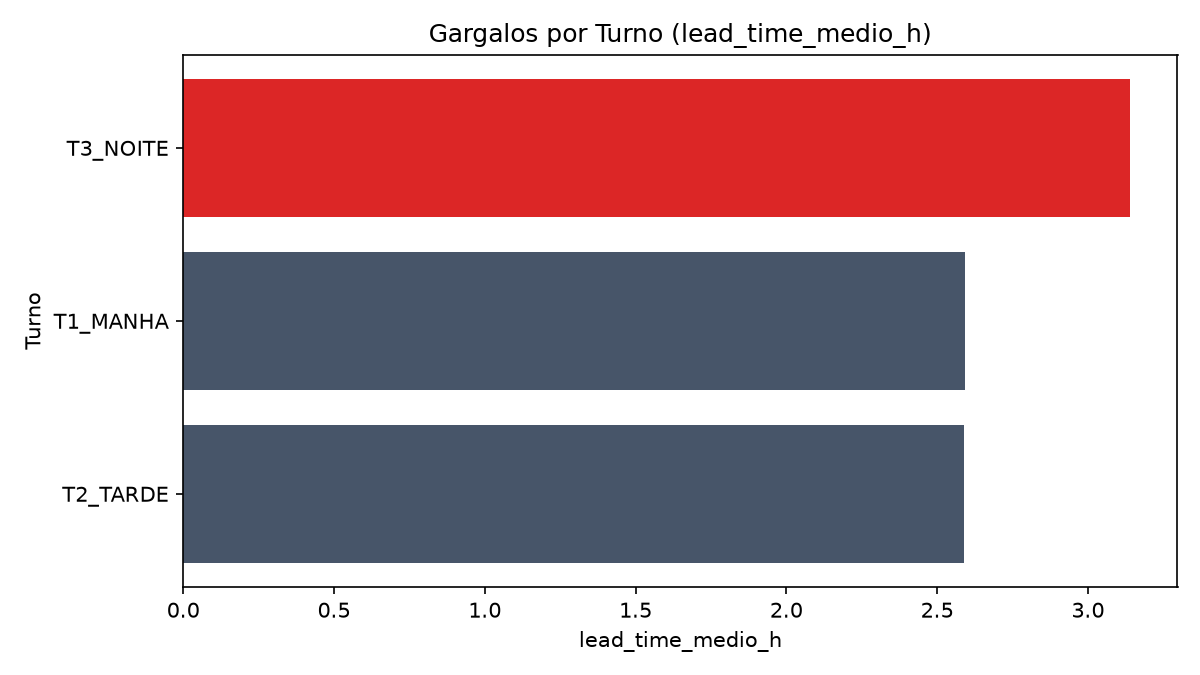 Gargalos por Turno (lead_time_medio_h)
T3_NOITE
T1_MANHA
T2_TARDE
Turno
0.0 0.5 1.0 1.5 2.0 2.5 3.0
lead_time_medio_h